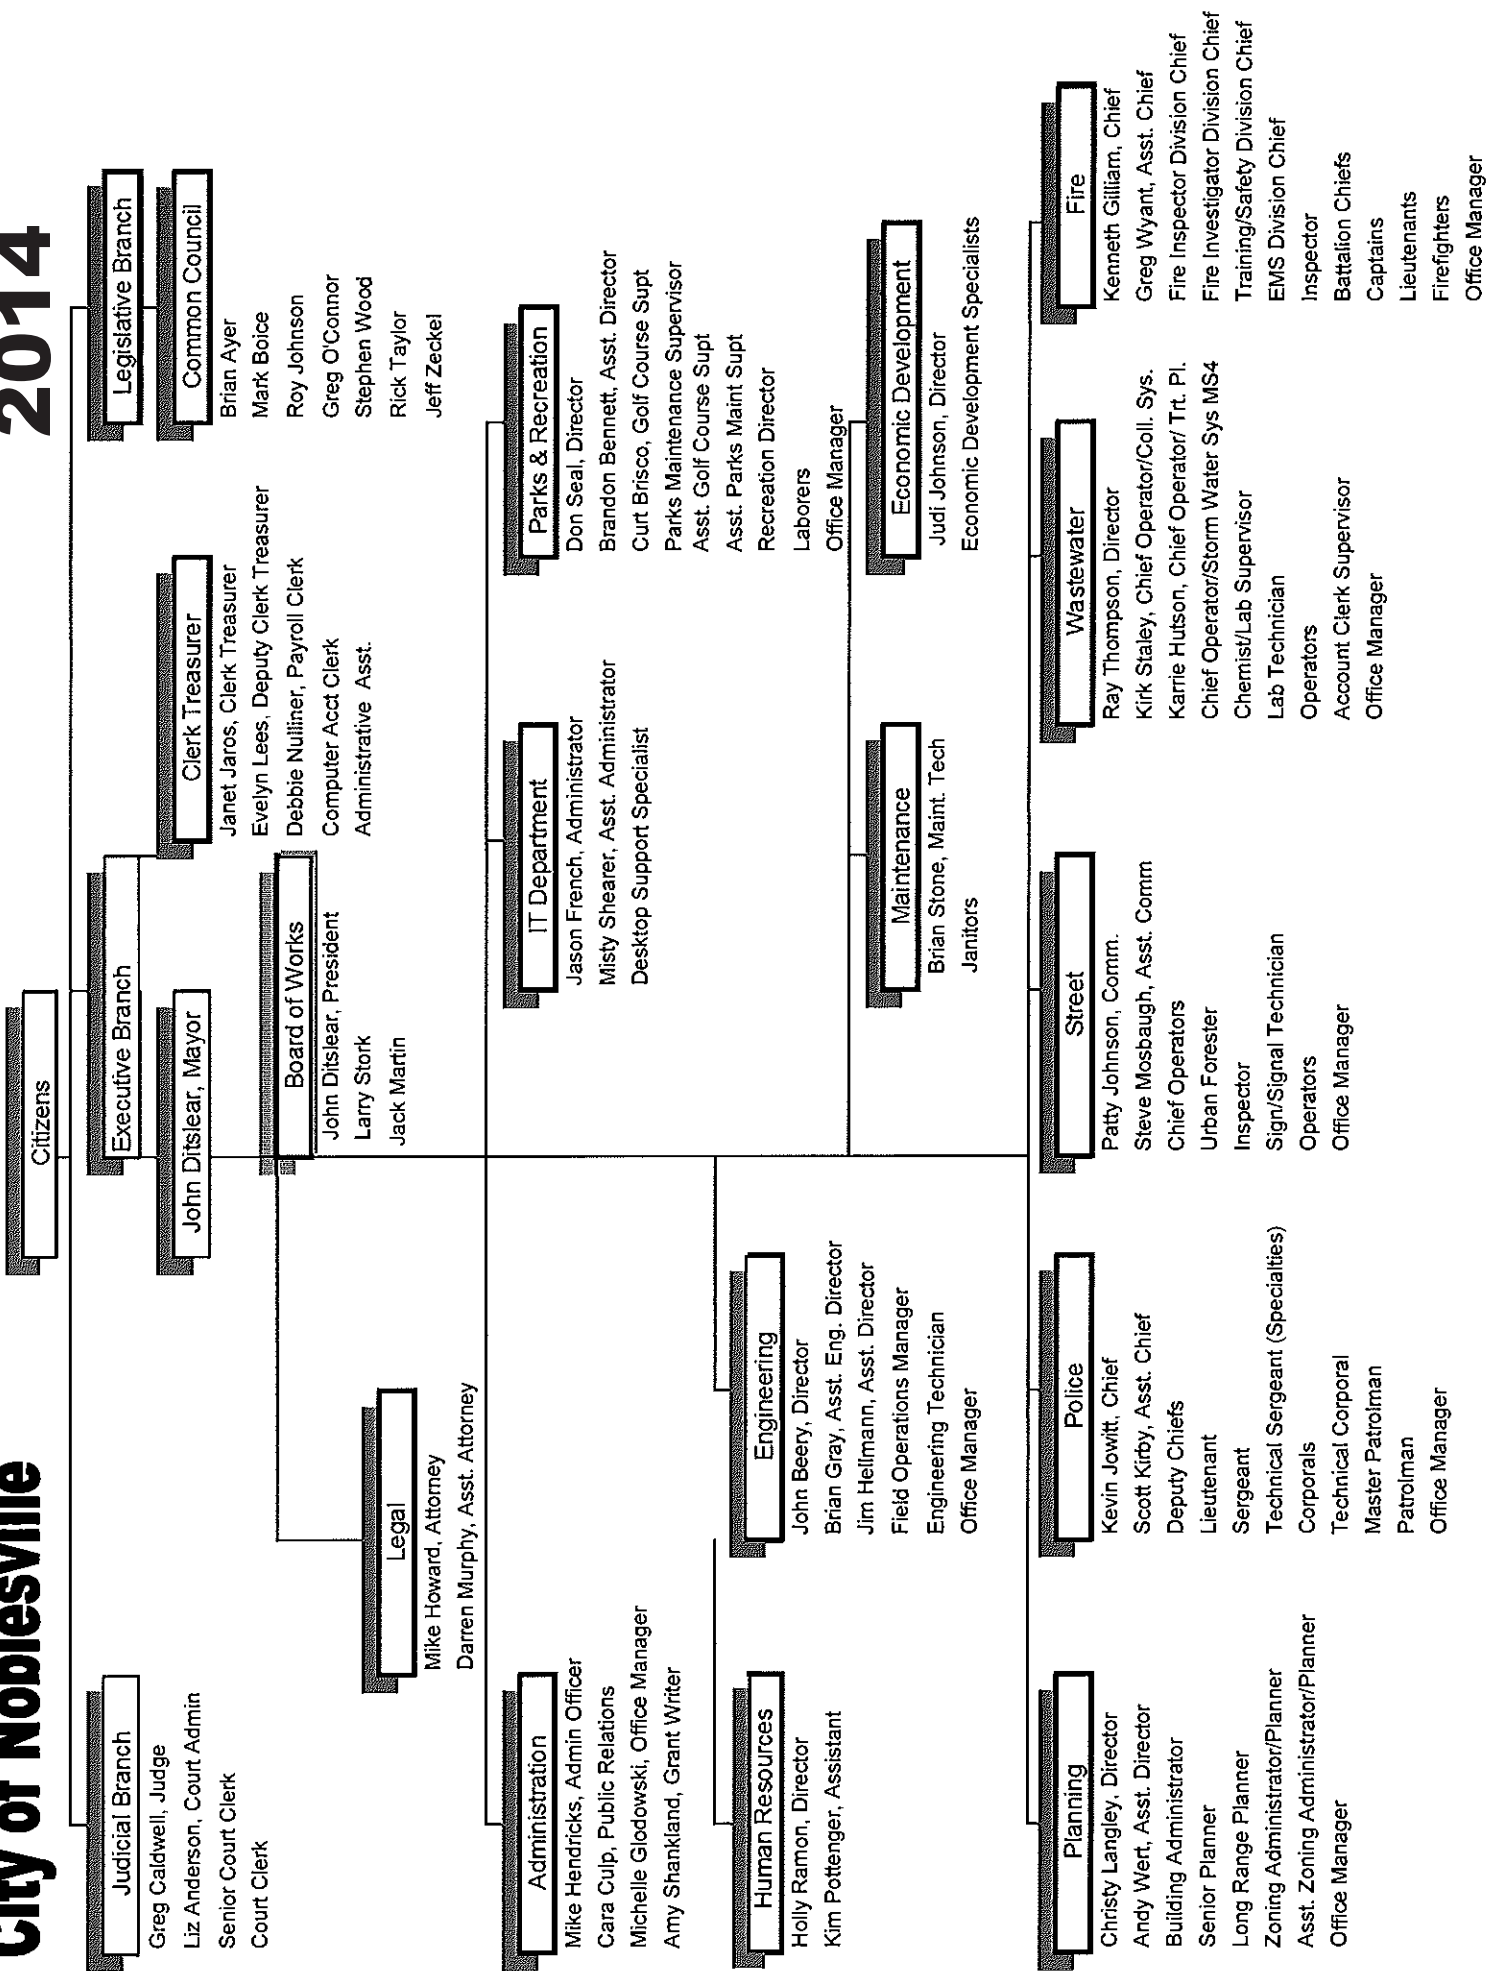 City of Noblesville
2014
Citizens
Judicial Branch
Greg Caldwell, Judge
Liz Anderson, Court Admin
Senior Court Clerk
Court Clerk
Executive Branch
John Ditslear, Mayor
Clerk Treasurer
Janet Jaros, Clerk Treasurer
Evelyn Lees, Deputy Clerk Treasurer
Debbie Nulliner, Payroll Clerk
Computer Acct Clerk
Administrative Asst.
Legislative Branch
Common Council
Brian Ayer
Mark Boice
Roy Johnson
Greg O'Connor
Stephen Wood
Rick Taylor
Jeff Zeckel
Board of Works
John Ditslear, President
Larry Stork
Jack Martin
Legal
Mike Howard, Attorney
Darren Murphy, Asst. Attorney
Administration
Mike Hendricks, Admin Officer
Cara Culp, Public Relations
Michelle Glodowski, Office Manager
Amy Shankland, Grant Writer
IT Department
Jason French, Administrator
Misty Shearer, Asst. Administrator
Desktop Support Specialist
Parks & Recreation
Don Seal, Director
Brandon Bennett, Asst. Director
Curt Brisco, Golf Course Supt
Parks Maintenance Supervisor
Asst. Golf Course Supt
Asst. Parks Maint Supt
Recreation Director
Laborers
Office Manager
Human Resources
Holly Ramon, Director
Kim Pottenger, Assistant
Engineering
John Beery, Director
Brian Gray, Asst. Eng. Director
Jim Hellmann, Asst. Director
Field Operations Manager
Engineering Technician
Office Manager
Maintenance
Brian Stone, Maint. Tech
Janitors
Economic Development
Judi Johnson, Director
Economic Development Specialists
Planning
Christy Langley, Director
Andy Wert, Asst. Director
Building Administrator
Senior Planner
Long Range Planner
Zoning Administrator/Planner
Asst. Zoning Administrator/Planner
Office Manager
Police
Kevin Jowitt, Chief
Scott Kirby, Asst. Chief
Deputy Chiefs
Lieutenant
Sergeant
Technical Sergeant (Specialties)
Corporals
Technical Corporal
Master Patrolman
Patrolman
Office Manager
Street
Patty Johnson, Comm.
Steve Mosbaugh, Asst. Comm
Chief Operators
Urban Forester
Inspector
Sign/Signal Technician
Operators
Office Manager
Wastewater
Ray Thompson, Director
Kirk Staley, Chief Operator/Coll. Sys.
Karrie Hutson, Chief Operator/ Trt. Pl.
Chief Operator/Storm Water Sys MS4
Chemist/Lab Supervisor
Lab Technician
Operators
Account Clerk Supervisor
Office Manager
Fire
Kenneth Gilliam, Chief
Greg Wyant, Asst. Chief
Fire Inspector Division Chief
Fire Investigator Division Chief
Training/Safety Division Chief
EMS Division Chief
Inspector
Battalion Chiefs
Captains
Lieutenants
Firefighters
Office Manager